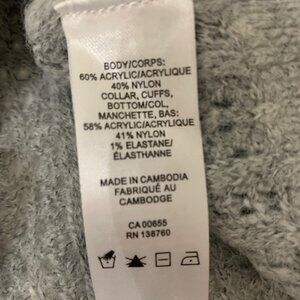 BODY/CORPS:
60% ACRYLIC/ACRYLIQUE
40% NYLON
COLLAR, CUFFS,
BOTTOM/COL,
MANCHETTE, BAS:
58% ACRYLIC/ACRYLIQUE
41% NYLON
1% ELASTANE/
ÉLASTHANNE
MADE IN CAMBODIA
FABRIQUÉ AU
CAMBODGE
CA 00655
RN 138760